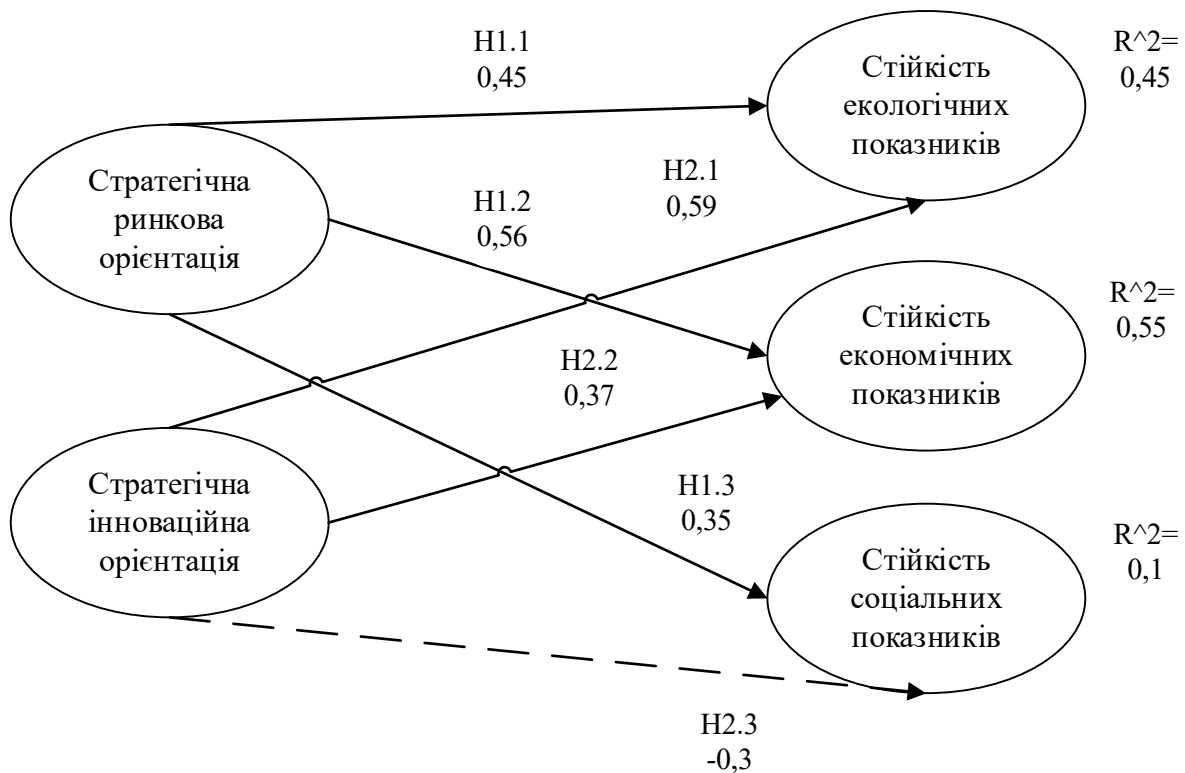 H1.1
0,45
Стійкість
екологічних
показників
R^2=
0,45
Стратегічна
ринкова
орієнтація
H1.2
0,56
H2.1
0,59
Стійкість
економічних
показників
R^2=
0,55
H2.2
0,37
Стратегічна
інноваційна
орієнтація
H1.3
0,35
Стійкість
соціальних
показників
R^2=
0,1
H2.3
-0,3